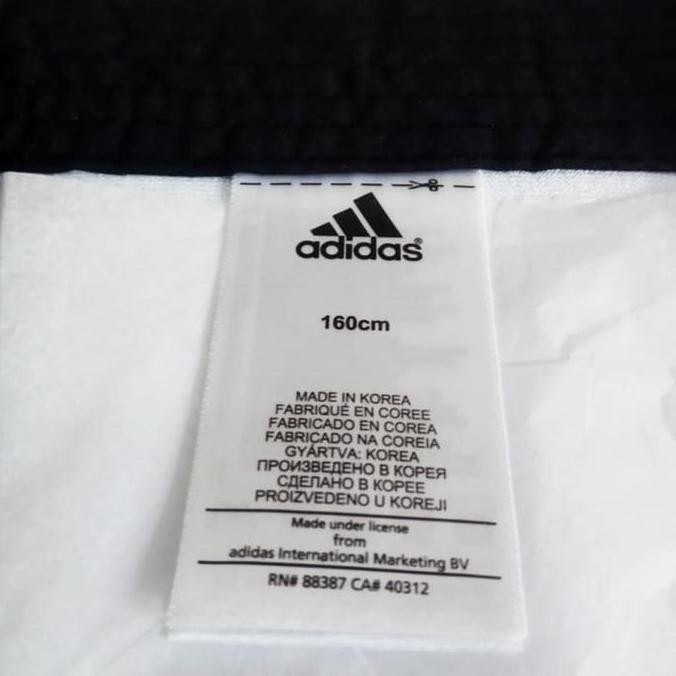 adidas®
160cm
MADE IN KOREA
FABRIQUÉ EN COREE
FABRICADO EN COREA
FABRICADO NA COREIA
GYÁRTVA: KOREA
ПРОИЗВЕДЕНО В КОРЕЯ
СДЕЛАНО В КОРЕЕ
PROIZVEDENO U KOREJI
Made under license
from
adidas International Marketing BV
RN# 88387 CA# 40312